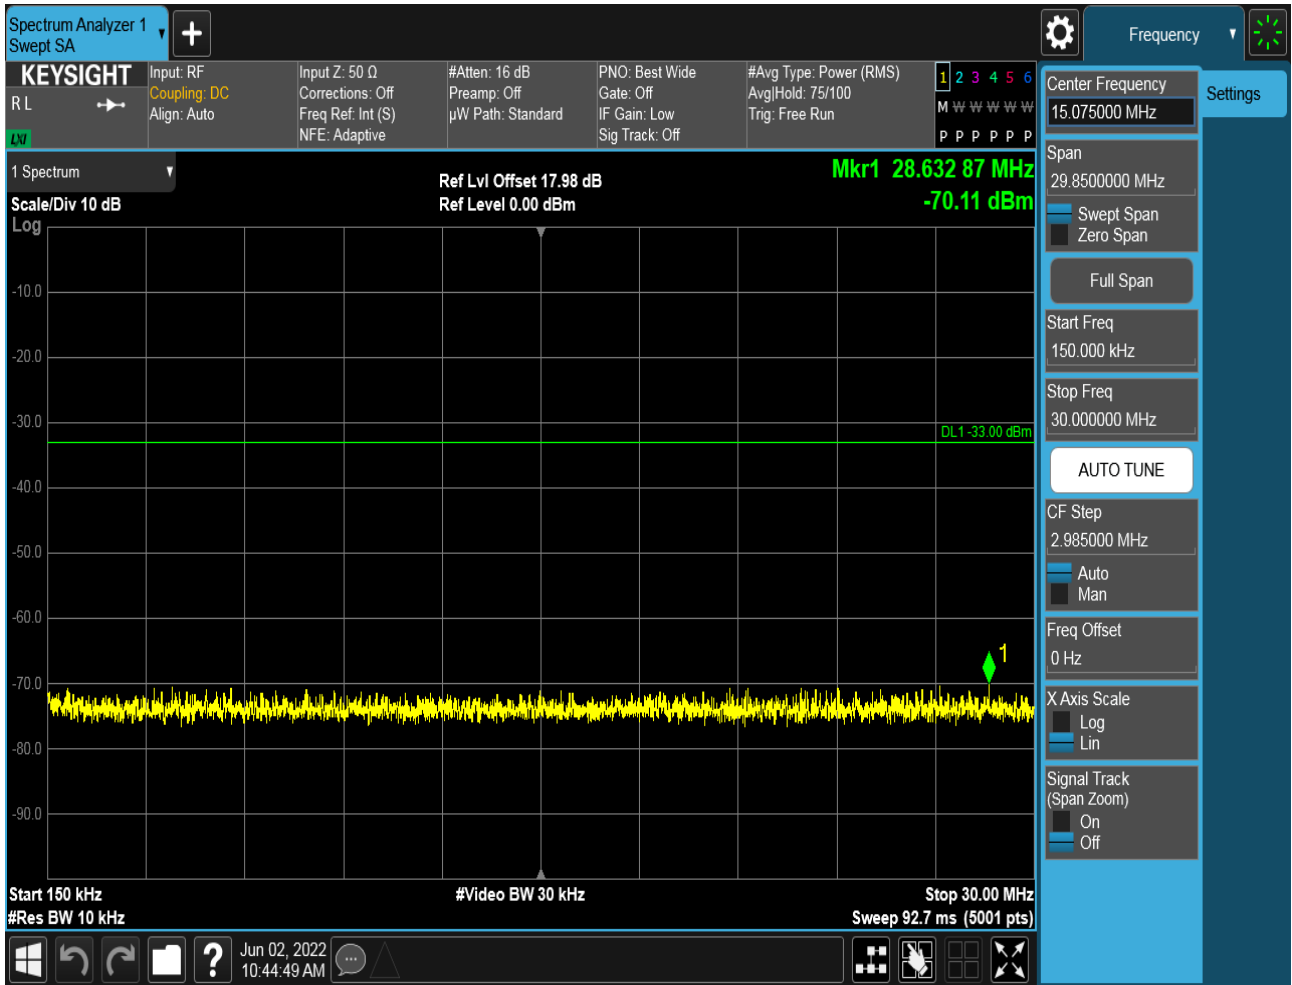 Spectrum Analyzer 1
Swept SA
Frequency
KEYSIGHT
R L
LXI
Input: RF
Coupling: DC
Align: Auto
Input Z: 50 Ω
Corrections: Off
Freq Ref: Int (S)
NFE: Adaptive
#Atten: 16 dB
Preamp: Off
µW Path: Standard
PNO: Best Wide
Gate: Off
IF Gain: Low
Sig Track: Off
#Avg Type: Power (RMS)
Avg|Hold: 75/100
Trig: Free Run
1 2 3 4 5 6
M W W W W W
P P P P P P
1 Spectrum
Scale/Div 10 dB
Log
Ref Lvl Offset 17.98 dB
Ref Level 0.00 dBm
Mkr1 28.632 87 MHz
-70.11 dBm
-10.0
-20.0
-30.0
DL1 -33.00 dBm
-40.0
-50.0
-60.0
1
-70.0
-80.0
-90.0
Start 150 kHz
#Video BW 30 kHz
Stop 30.00 MHz
#Res BW 10 kHz
Sweep 92.7 ms (5001 pts)
?
Jun 02, 2022
10:44:49 AM
Center Frequency
15.075000 MHz
Settings
Span
29.8500000 MHz
Swept Span
Zero Span
Full Span
Start Freq
150.000 kHz
Stop Freq
30.000000 MHz
AUTO TUNE
CF Step
2.985000 MHz
Auto
Man
Freq Offset
0 Hz
X Axis Scale
Log
Lin
Signal Track
(Span Zoom)
On
Off